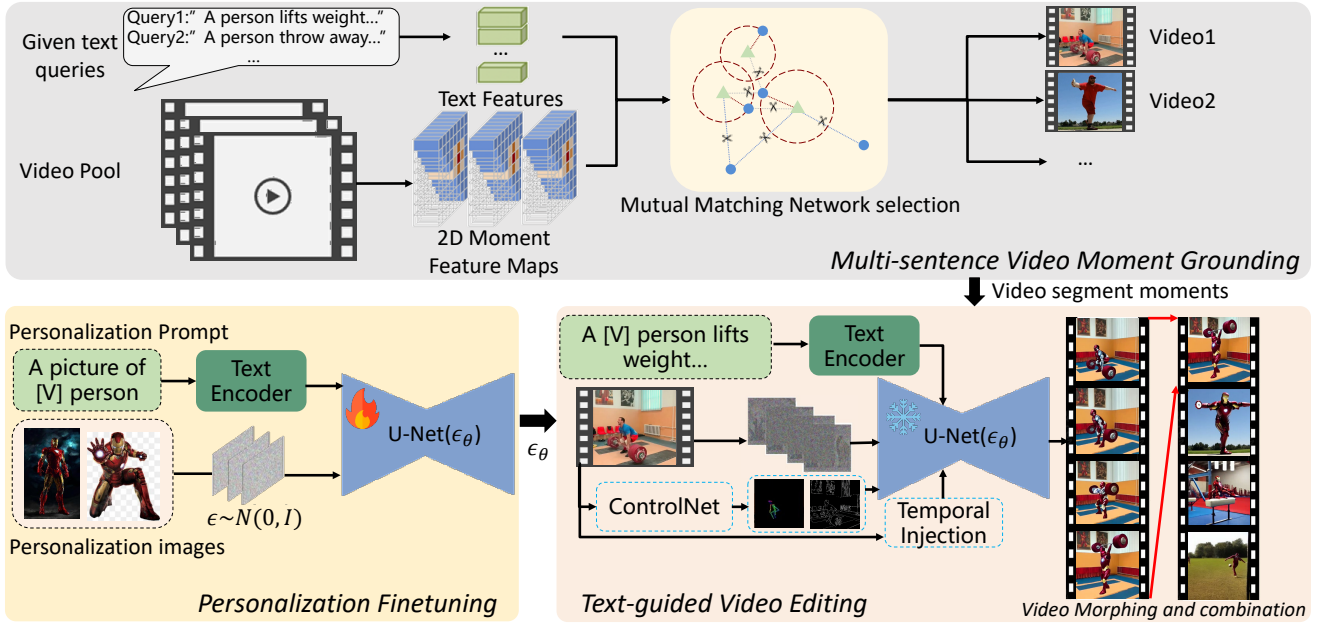 Given text
queries
Query1:” A person lifts weight…”
Query2:” A person throw away…”
…
Video Pool
…
Text Features
2D Moment
Feature Maps
Mutual Matching Network selection
Video1
Video2
…
Multi-sentence Video Moment Grounding
Video segment moments
Personalization Prompt
A picture of
[V] person
Text
Encoder
U-Net(ϵθ)
ϵ~N(0, I)
Personalization images
Personalization Finetuning
ϵθ
A [V] person lifts
weight...
Text
Encoder
U-Net(ϵθ)
ControlNet
Temporal
Injection
Text-guided Video Editing
Video Morphing and combination